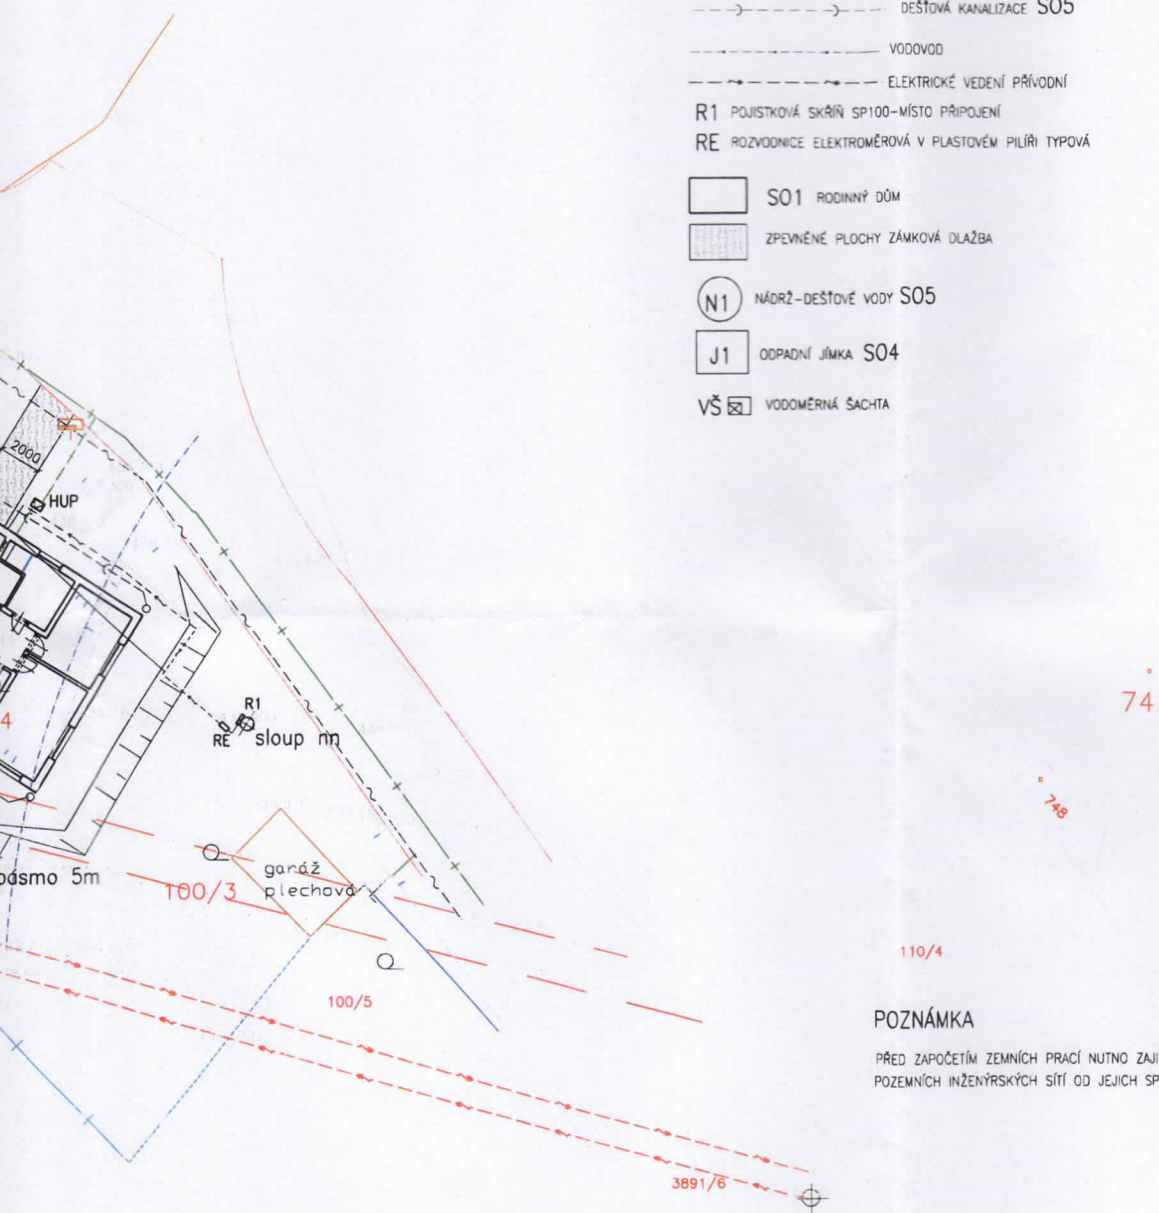 DEŠŤOVÁ KANALIZACE SO5
VODOVOD
ELEKTRICKÉ VEDENÍ PŘÍVODNÍ
R1 POJISTKOVÁ SKŘÍŇ SP100-MÍSTO PŘIPOJENÍ
RE ROZVODNICE ELEKTROMĚROVÁ V PLASTOVÉM PILÍŘI TYPOVÁ
SO1 RODINNÝ DŮM
ZPEVNĚNÉ PLOCHY ZÁMKOVÁ DLAŽBA
N1 NÁDRŽ-DEŠŤOVÉ VODY SO5
J1 ODPADNÍ JÍMKA SO4
VŠ VODOMĚRNÁ ŠACHTA
2000
HUP
R1
RE sloup nn
4
74
748
garáž
plechová
pásmo 5m
100/3
110/4
100/5
POZNÁMKA
PŘED ZAPOČETÍM ZEMNÍCH PRACÍ NUTNO ZAJI
POZEMNÍCH INŽENÝRSKÝCH SÍTÍ OD JEJICH SP
3891/6